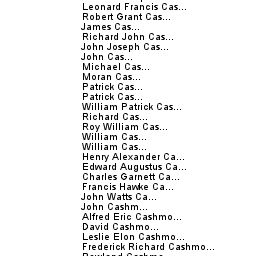 Leonard Francis Cas...
Robert Grant Cas...
James Cas...
Richard John Cas...
John Joseph Cas...
John Cas...
Michael Cas...
Moran Cas...
Patrick Cas...
Patrick Cas...
William Patrick Cas...
Richard Cas...
Roy William Cas...
William Cas...
William Cas...
Henry Alexander Ca...
Edward Augustus Ca...
Charles Garnett Ca...
Francis Hawke Ca...
John Watts Ca...
John Cashm...
Alfred Eric Cashmo...
David Cashmo...
Leslie Elon Cashmo...
Frederick Richard Cashmo...